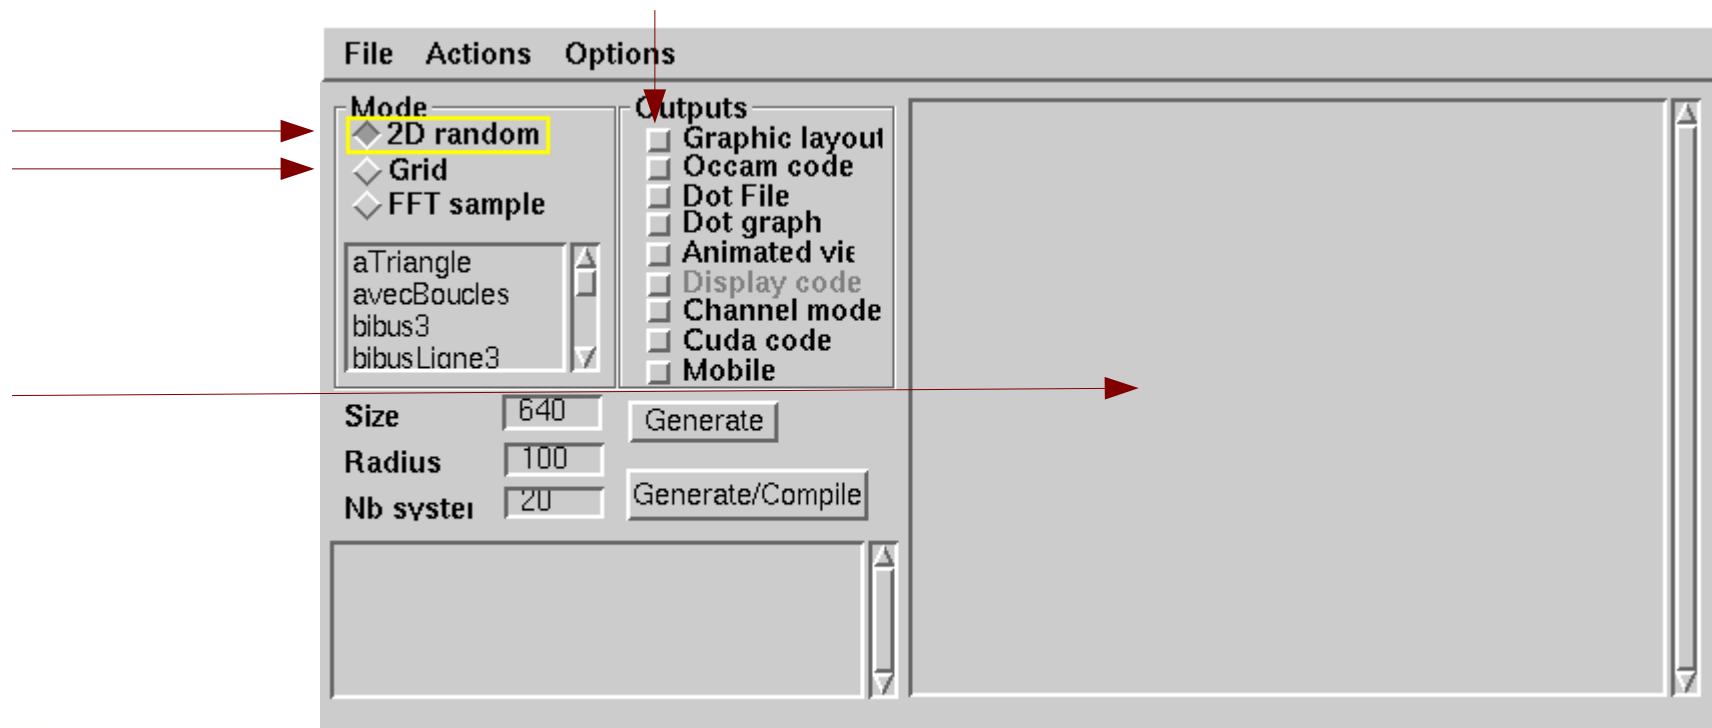 File Actions Options
Mode
2D random
Grid
FFT sample
aTriangle
avecBoucles
bibus3
bibusLigne3
Outputs
Graphic layout
Occam code
Dot File
Dot graph
Animated vie
Display code
Channel mode
Cuda code
Mobile
Size 640
Radius 100
Nb system 20
Generate
Generate/Compile